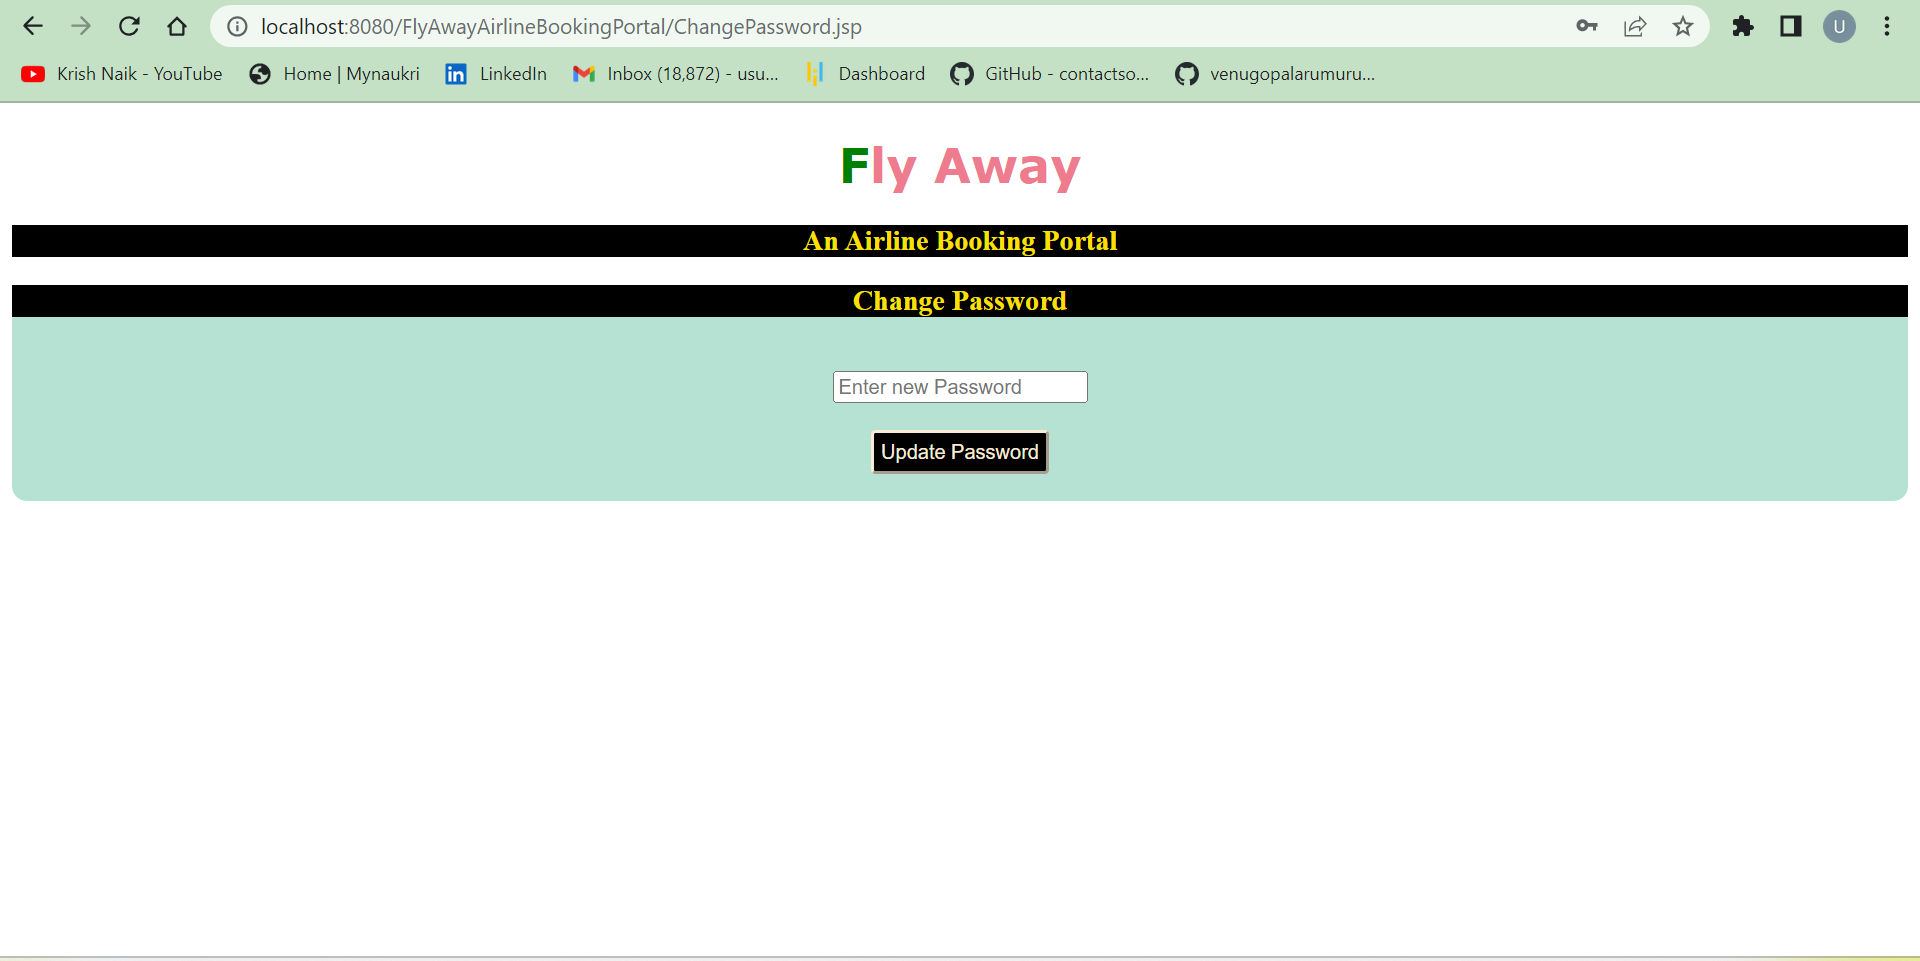 localhost:8080/FlyAwayAirlineBookingPortal/ChangePassword.jsp
U
Krish Naik - YouTube
Home | Mynaukri
LinkedIn
Inbox (18,872) - usu...
Dashboard
GitHub - contactso...
venugopalarumuru...
Fly Away
An Airline Booking Portal
Change Password
Enter new Password
Update Password